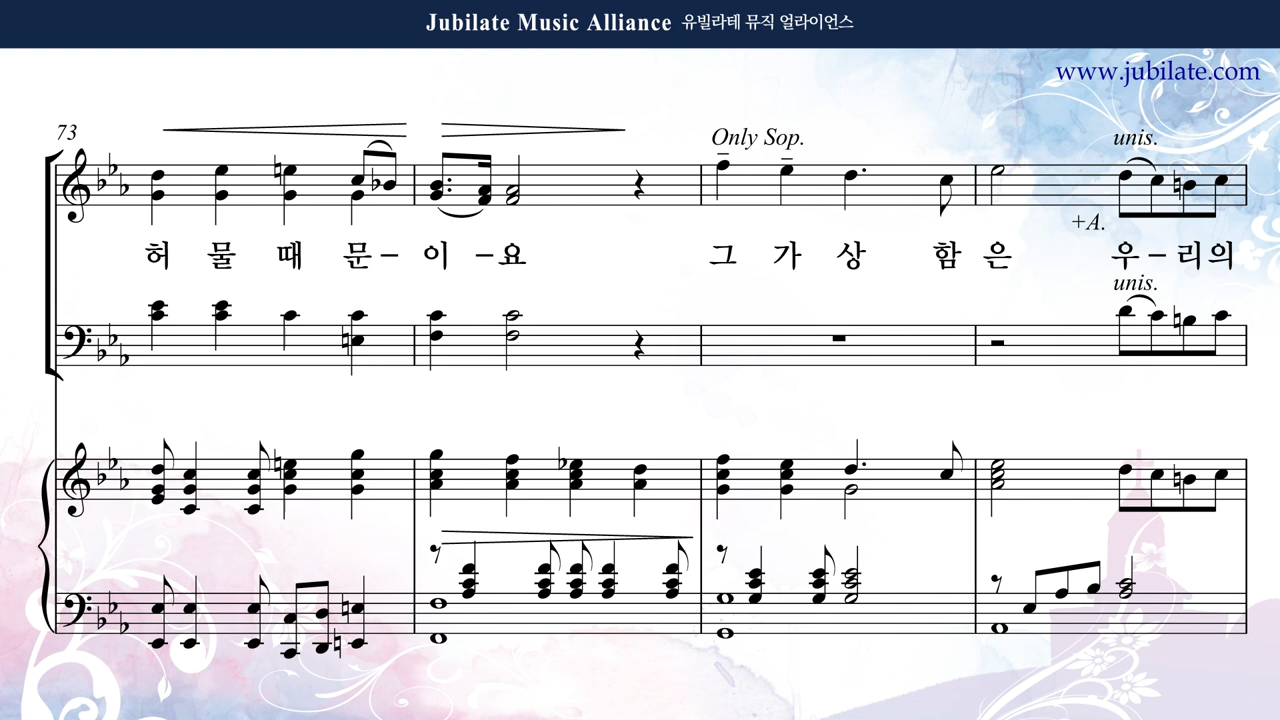 Jubilate Music Alliance 유빌라테 뮤직 얼라이언스
www.jubilate.com
73
Only Sop.
unis.
+A.
허 물 때 문 – 이 – 요 그 가 상 함 은 우 – 리 의
unis.